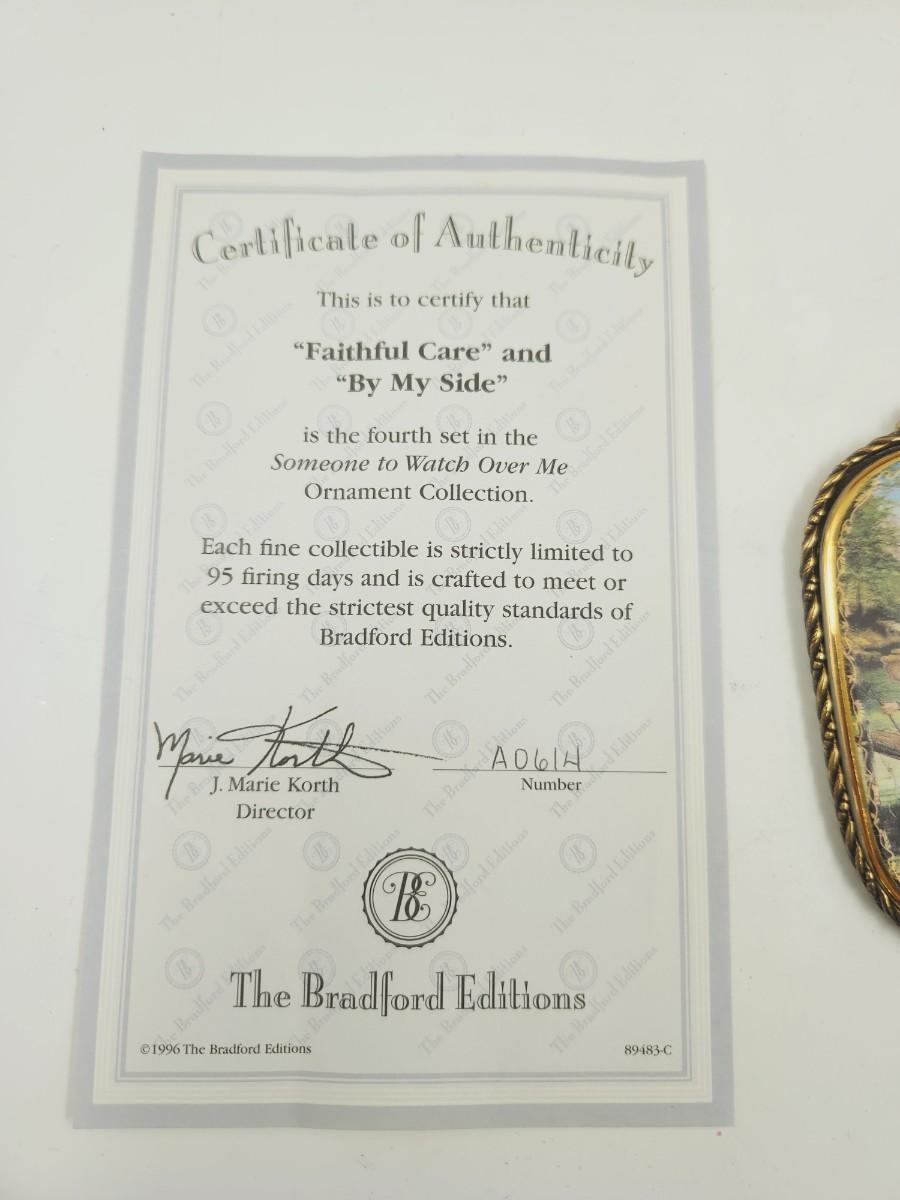 Certificate of Authenticity
This is to certify that
“Faithful Care” and
“By My Side”
is the fourth set in the
Someone to Watch Over Me
Ornament Collection.
Each fine collectible is strictly limited to
95 firing days and is crafted to meet or
exceed the strictest quality standards of
Bradford Editions.
Marie Korth
A0614
J. Marie Korth
Number
Director
BE
The Bradford Editions
©1996 The Bradford Editions
89483-C